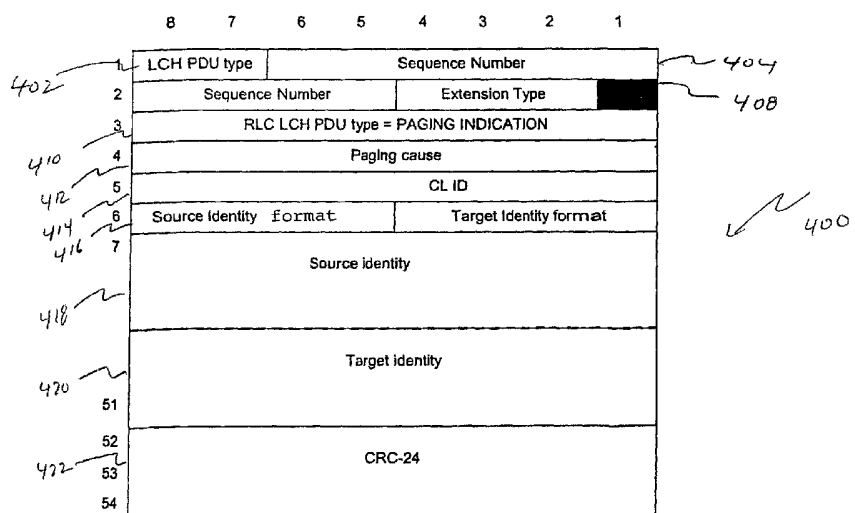 8 7 6 5 4 3 2 1
1 LCH PDU type Sequence Number 404
402
2 Sequence Number Extension Type 408
3 RLC LCH PDU type = PAGING INDICATION
410
4 Paging cause
412
5 CL ID
414
6 Source Identity format Target Identity format
416
400
7
Source identity
418
Target identity
420
51
52
CRC-24
422
53
54